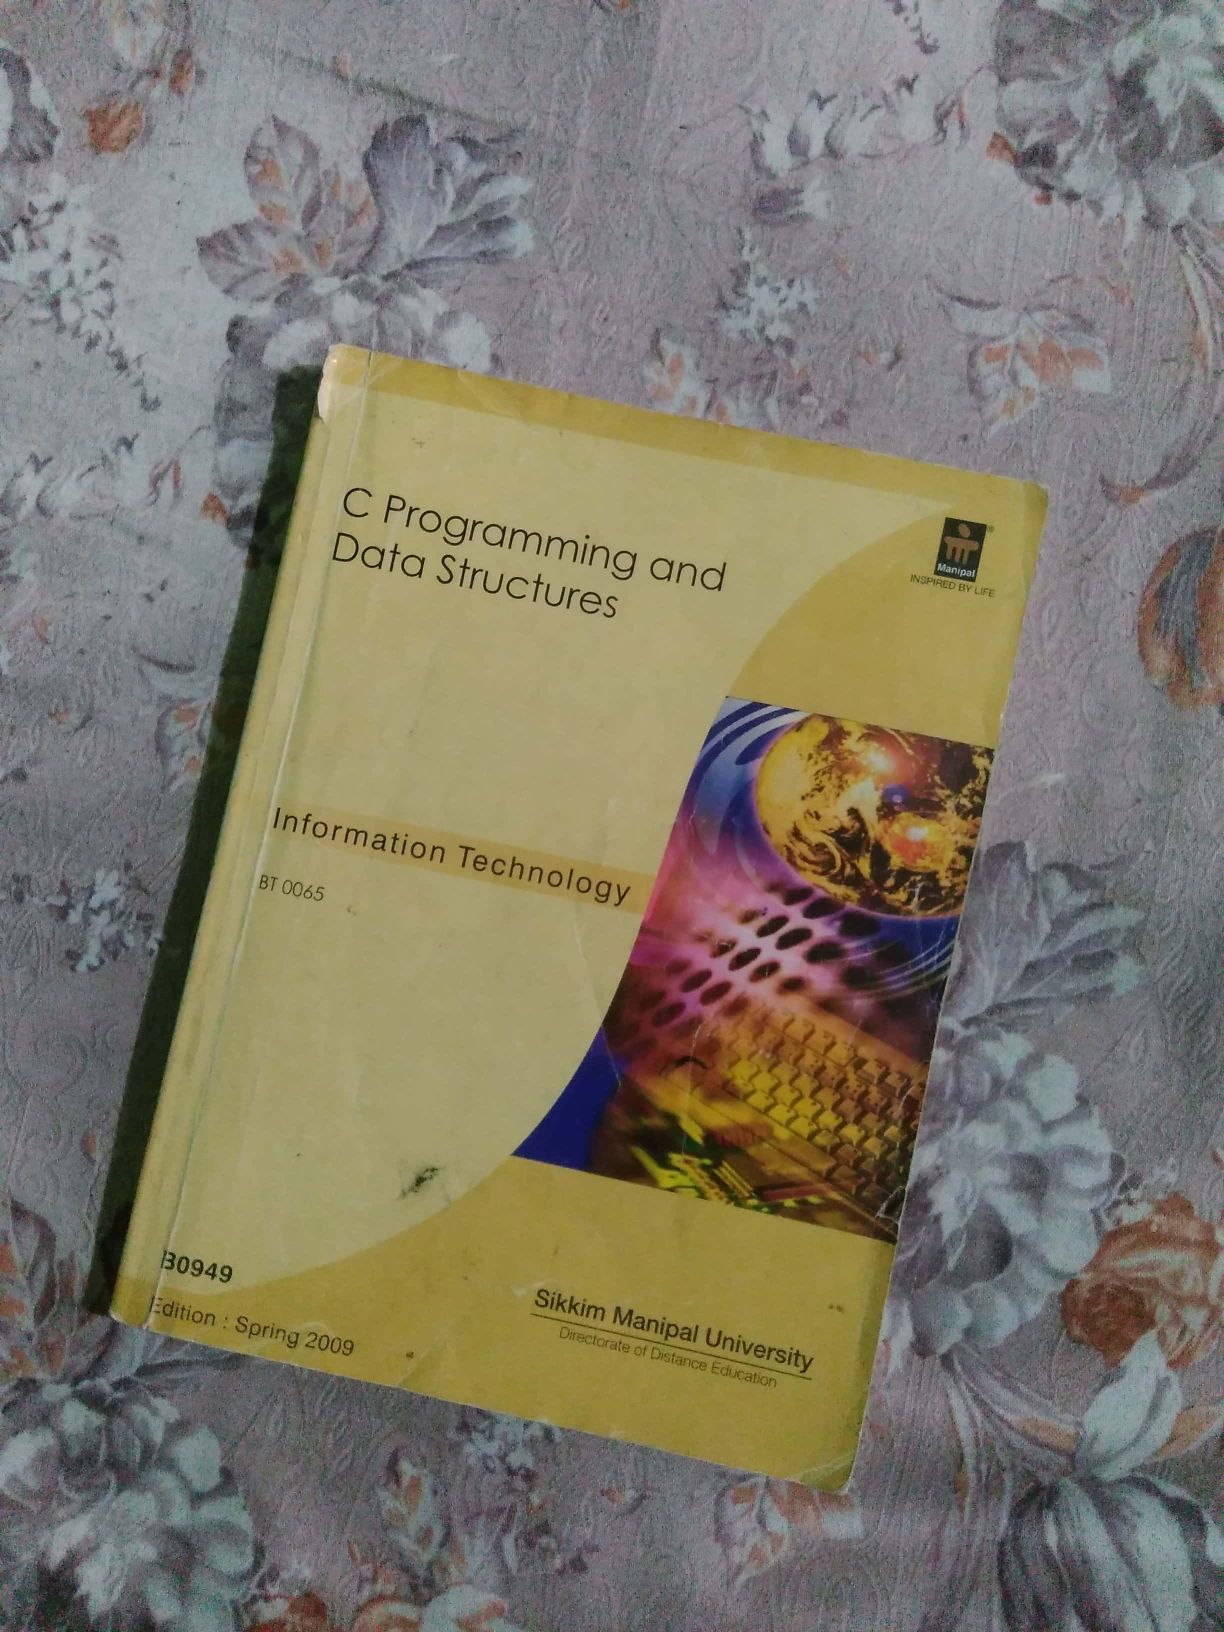 C Programming and
Data Structures
Manipal
INSPIRED BY LIFE
Information Technology
BT 0065
B0949
Edition : Spring 2009
Sikkim Manipal University
Directorate of Distance Education